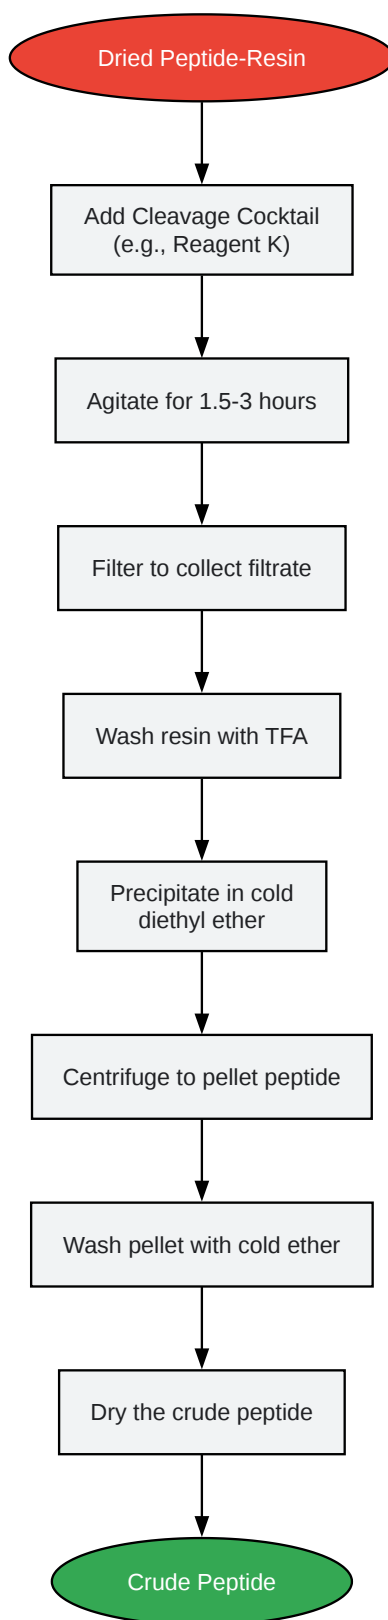 Dried Peptide-Resin
Add Cleavage Cocktail
(e.g., Reagent K)
Agitate for 1.5-3 hours
Filter to collect filtrate
Wash resin with TFA
Precipitate in cold
diethyl ether
Centrifuge to pellet peptide
Wash pellet with cold ether
Dry the crude peptide
Crude Peptide